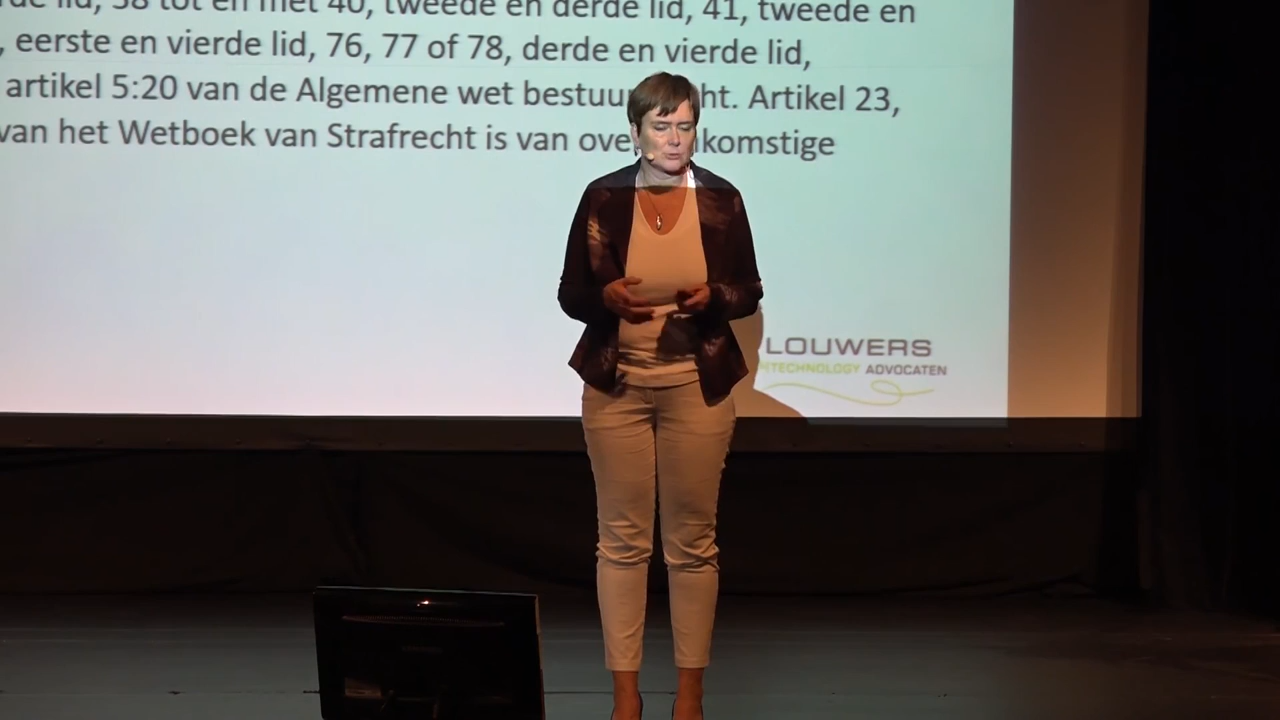 lid, 38 tot en met 40, tweede en derde lid, 41, tweede en
, eerste en vierde lid, 76, 77 of 78, derde en vierde lid,
artikel 5:20 van de Algemene wet bestuu ht. Artikel 23,
van het Wetboek van Strafrecht is van ove komstige
LOUWERS
TECHNOLOGY ADVOCATEN